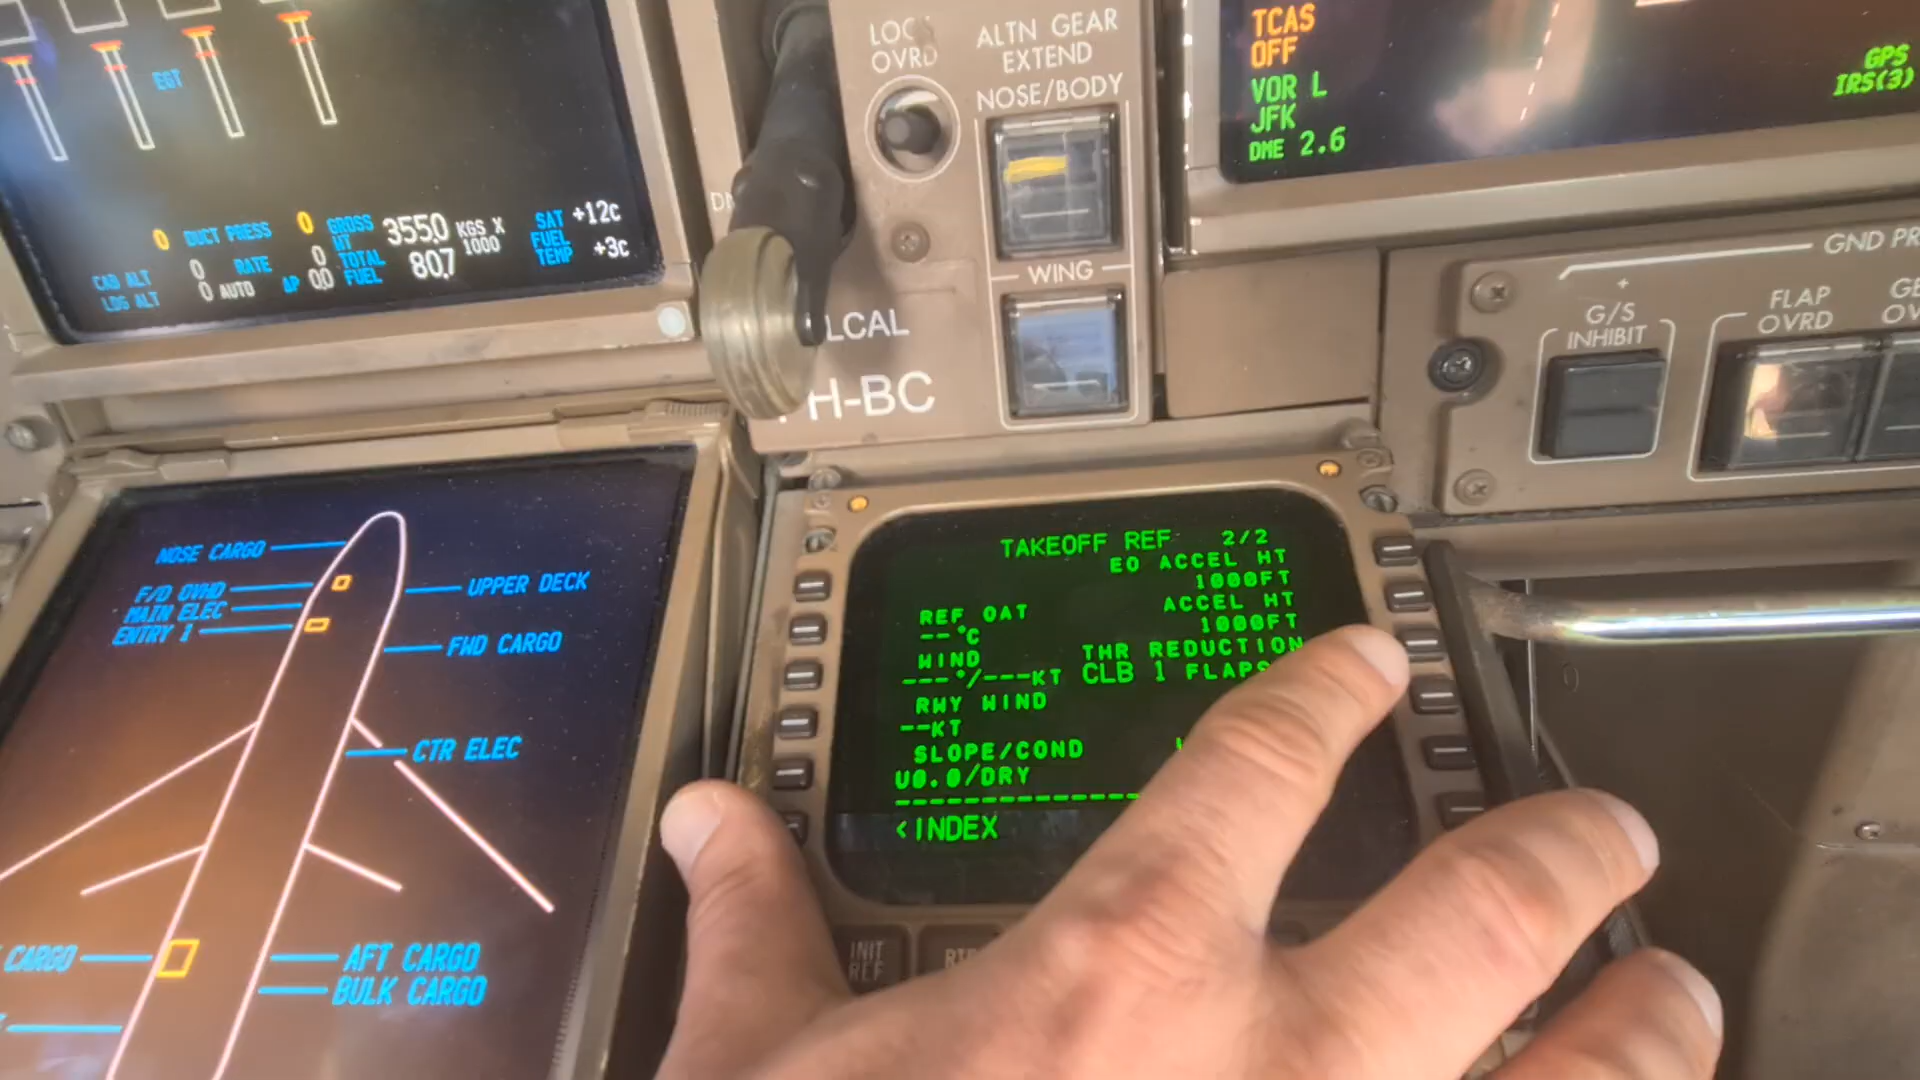 EGT
0 DUCT PRESS 0
GROSS WT 355.0 KGS X 1000
SAT +12c
CAB ALT 0 RATE 0
TOTAL FUEL 80.7
FUEL TEMP +3c
LDG ALT 0 AUTO ΔP 0.0
LOCK
OVRD
ALTN GEAR
EXTEND
NOSE/BODY
WING
LCAL
PH-BC
TCAS
OFF
VOR L
JFK
DME 2.6
GPS
IRS(3)
GND PR
+
G/S
INHIBIT
FLAP
OVRD
NOSE CARGO
F/D OVHD
MAIN ELEC
ENTRY 1
UPPER DECK
FWD CARGO
CTR ELEC
CARGO
AFT CARGO
BULK CARGO
TAKEOFF REF 2/2
EO ACCEL HT
1000FT
REF OAT ACCEL HT
--°C 1000FT
WIND THR REDUCTION
---°/---KT CLB 1 FLAPS
RWY WIND
--KT
SLOPE/COND
U0.0/DRY
--------------
<INDEX
INIT
REF